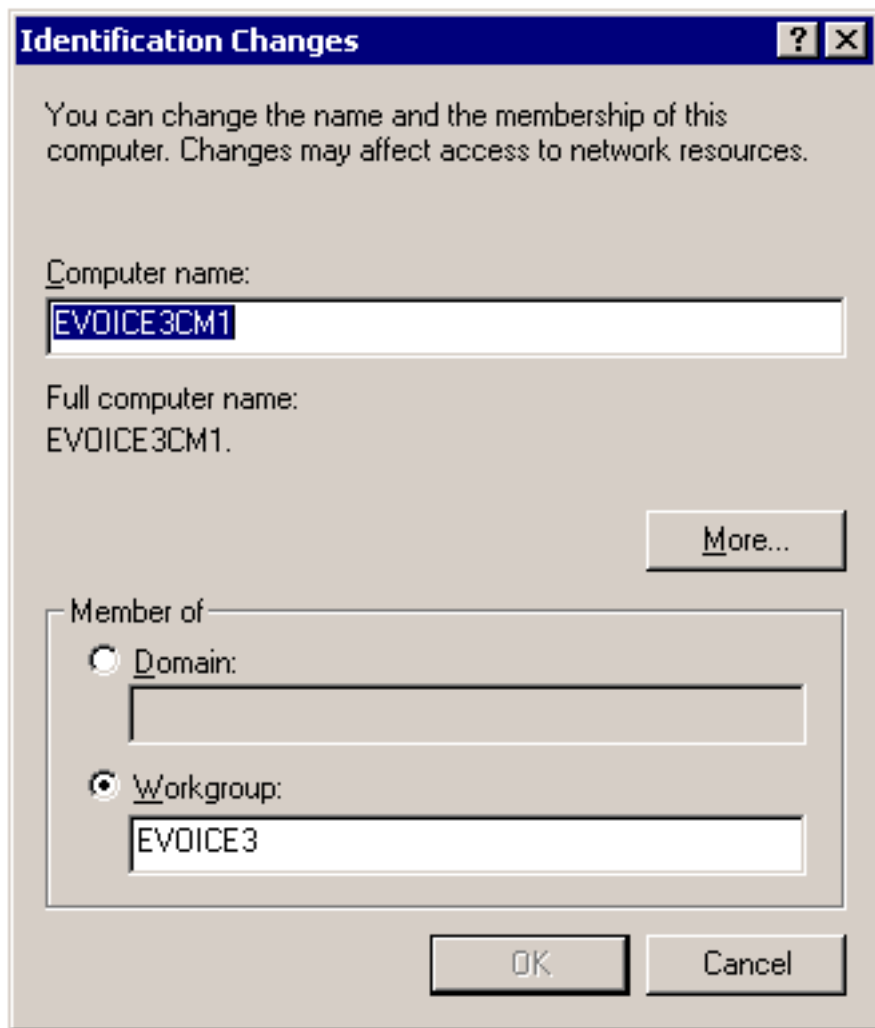 Identification Changes
You can change the name and the membership of this
computer. Changes may affect access to network resources.
Computer name:
EVOICE3CM1
Full computer name:
EVOICE3CM1.
More...
Member of
Domain:
Workgroup:
EVOICE3
OK Cancel